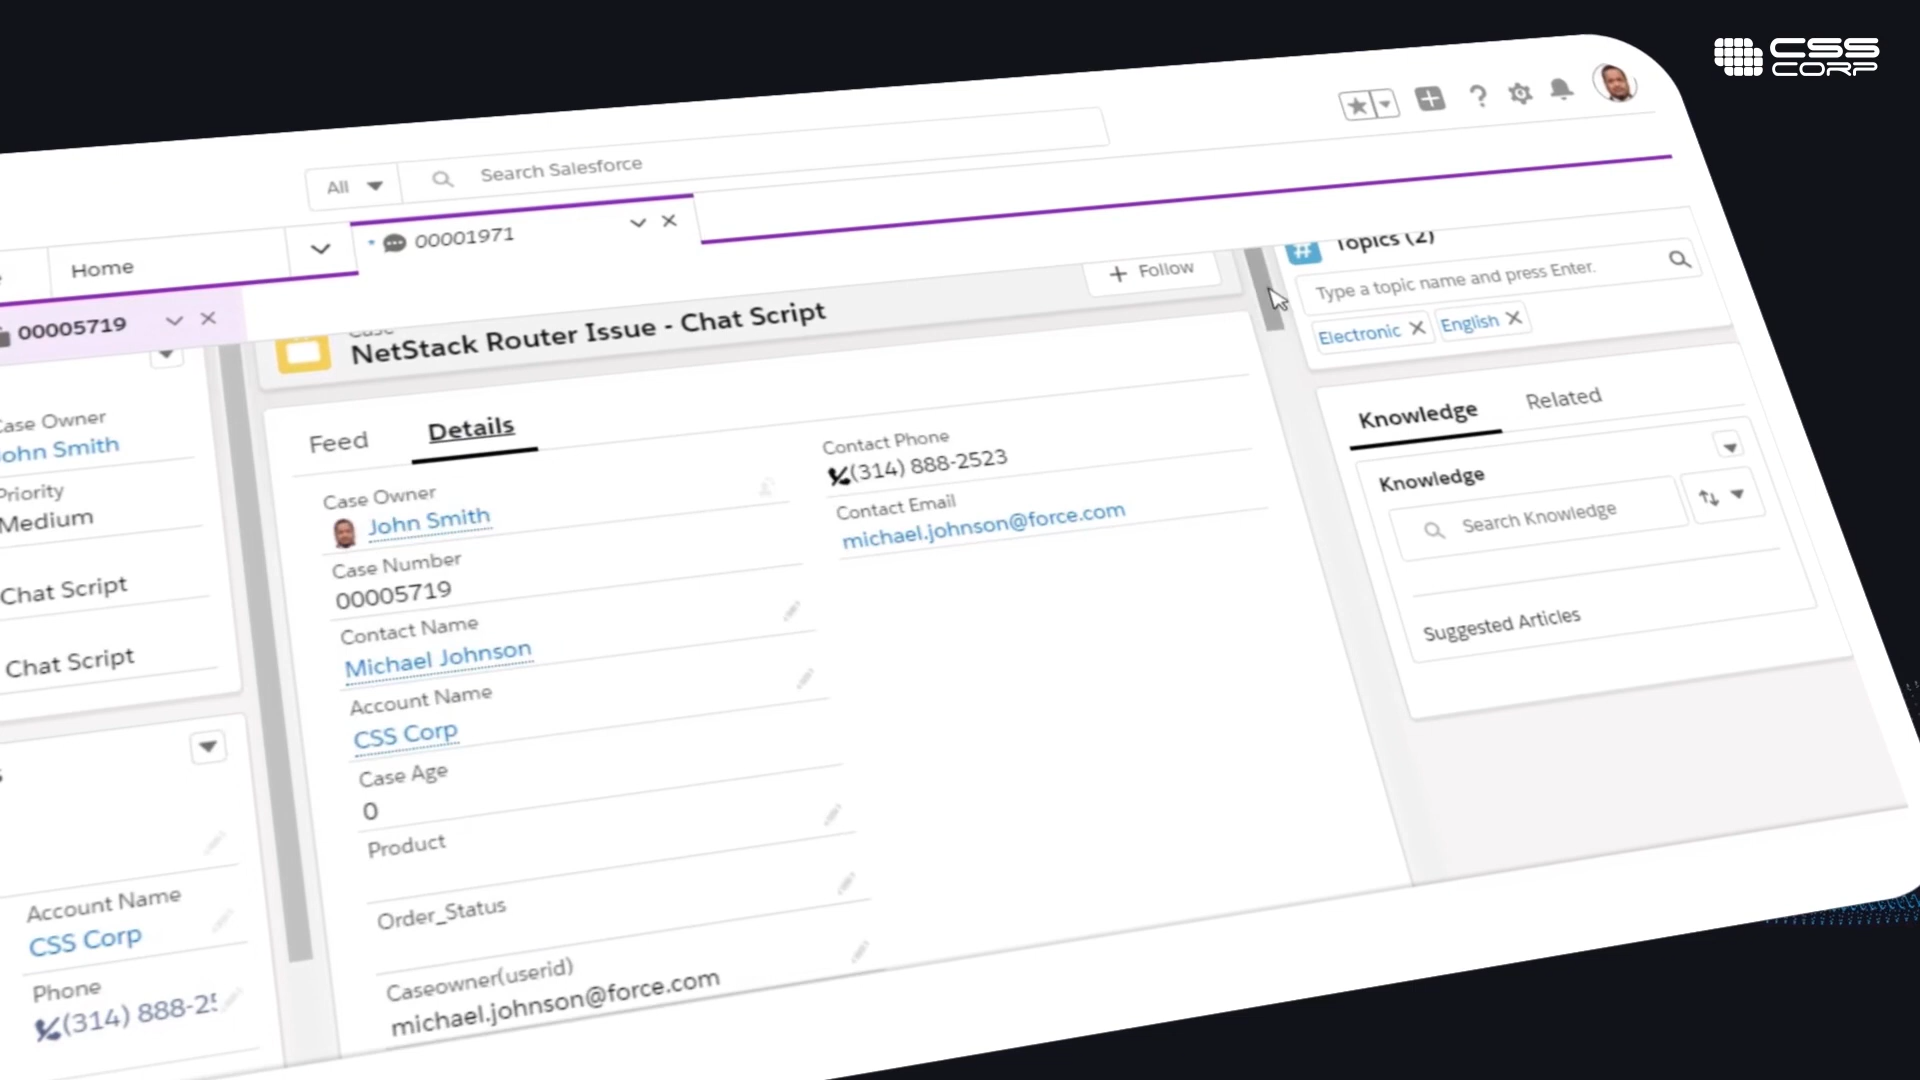 CSS
CORP
All
Search Salesforce
Home
00001971
00005719
Case Owner
John Smith
Priority
Medium
Chat Script
Chat Script
Account Name
CSS Corp
Phone
(314) 888-25
NetStack Router Issue - Chat Script
+ Follow
Feed
Details
Case Owner
John Smith
Case Number
00005719
Contact Name
Michael Johnson
Account Name
CSS Corp
Case Age
0
Product
Order_Status
Caseowner(userid)
michael.johnson@force.com
Contact Phone
(314) 888-2523
Contact Email
michael.johnson@force.com
Topics (2)
Type a topic name and press Enter.
Electronic
English
Knowledge
Related
Knowledge
Search Knowledge
Suggested Articles